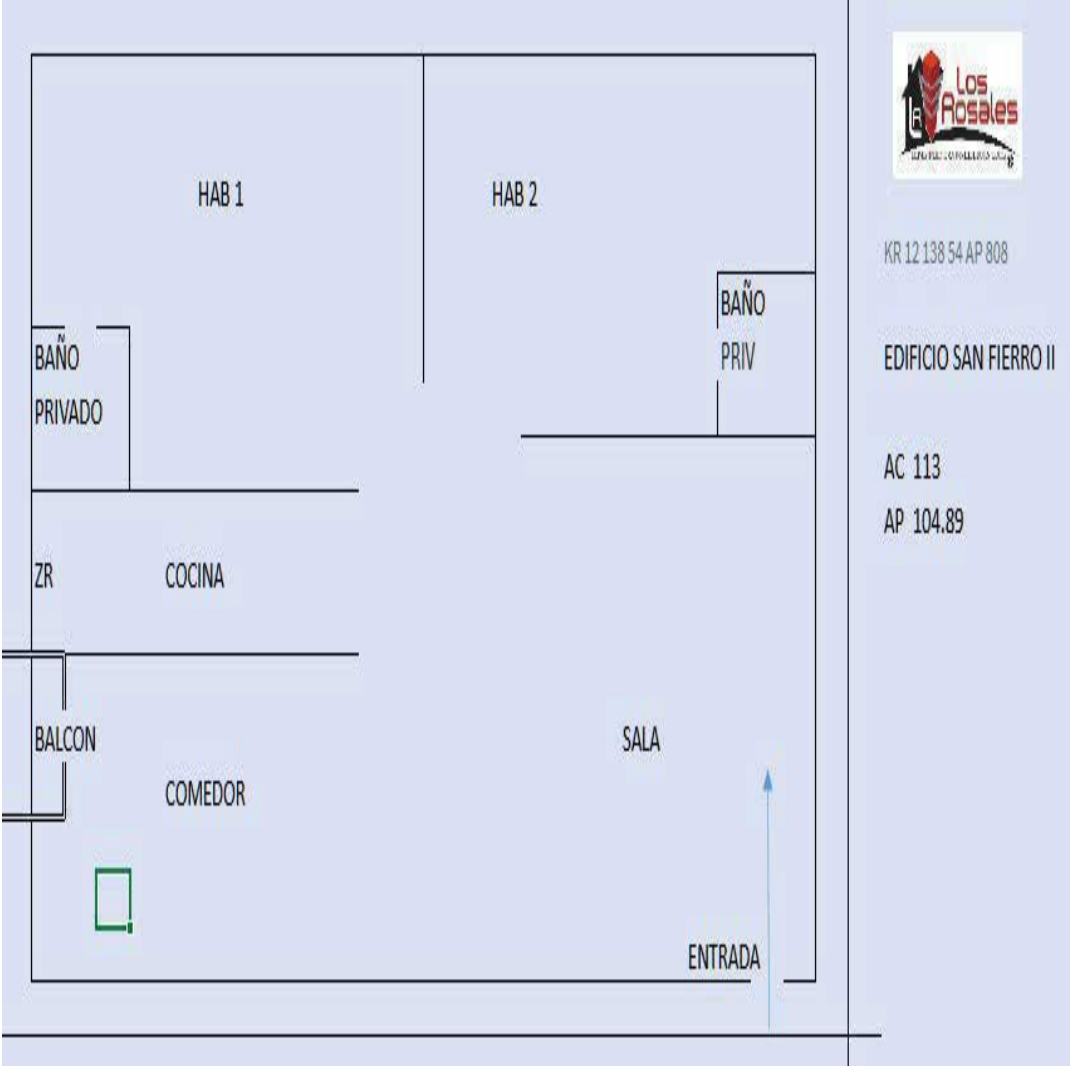 HAB 1
HAB 2
BAÑO
PRIV
BAÑO
PRIVADO
ZR
COCINA
BALCON
COMEDOR
SALA
ENTRADA
Los
Rosales
LR
KR 12 138 54 AP 808
EDIFICIO SAN FIERRO II
AC 113
AP 104.89